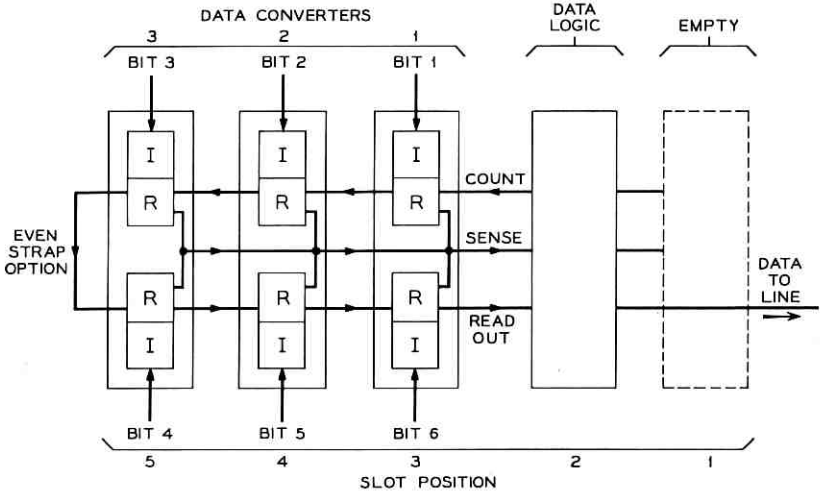 DATA CONVERTERS
DATA
LOGIC
EMPTY
3 2 1
BIT 3 BIT 2 BIT 1
I I I
R R R
COUNT
EVEN
STRAP
OPTION
SENSE
DATA
TO
LINE
R R R
READ
OUT
I I I
BIT 4 BIT 5 BIT 6
5 4 3 2 1
SLOT POSITION